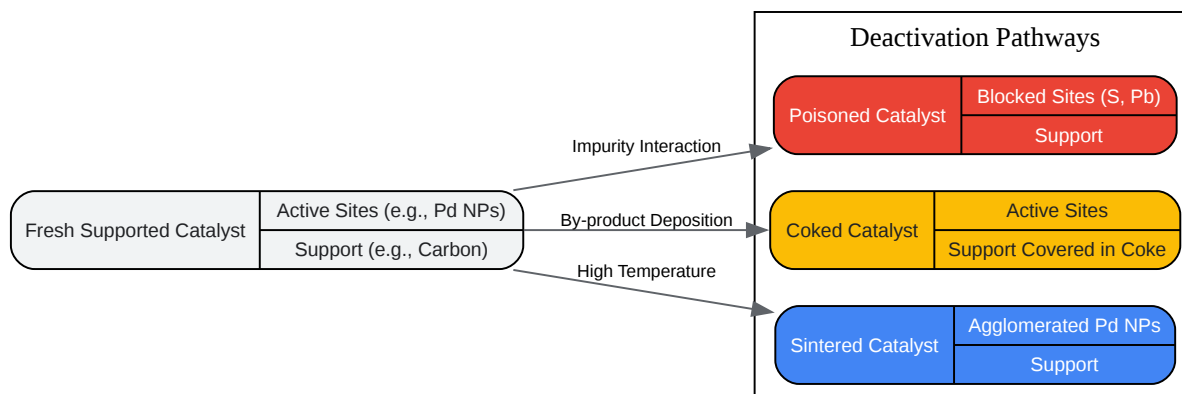 Deactivation Pathways
Poisoned Catalyst
Blocked Sites (S, Pb)
Support
Impurity Interaction
Fresh Supported Catalyst
Active Sites (e.g., Pd NPs)
Support (e.g., Carbon)
By-product Deposition
Coked Catalyst
Active Sites
Support Covered in Coke
High Temperature
Sintered Catalyst
Agglomerated Pd NPs
Support